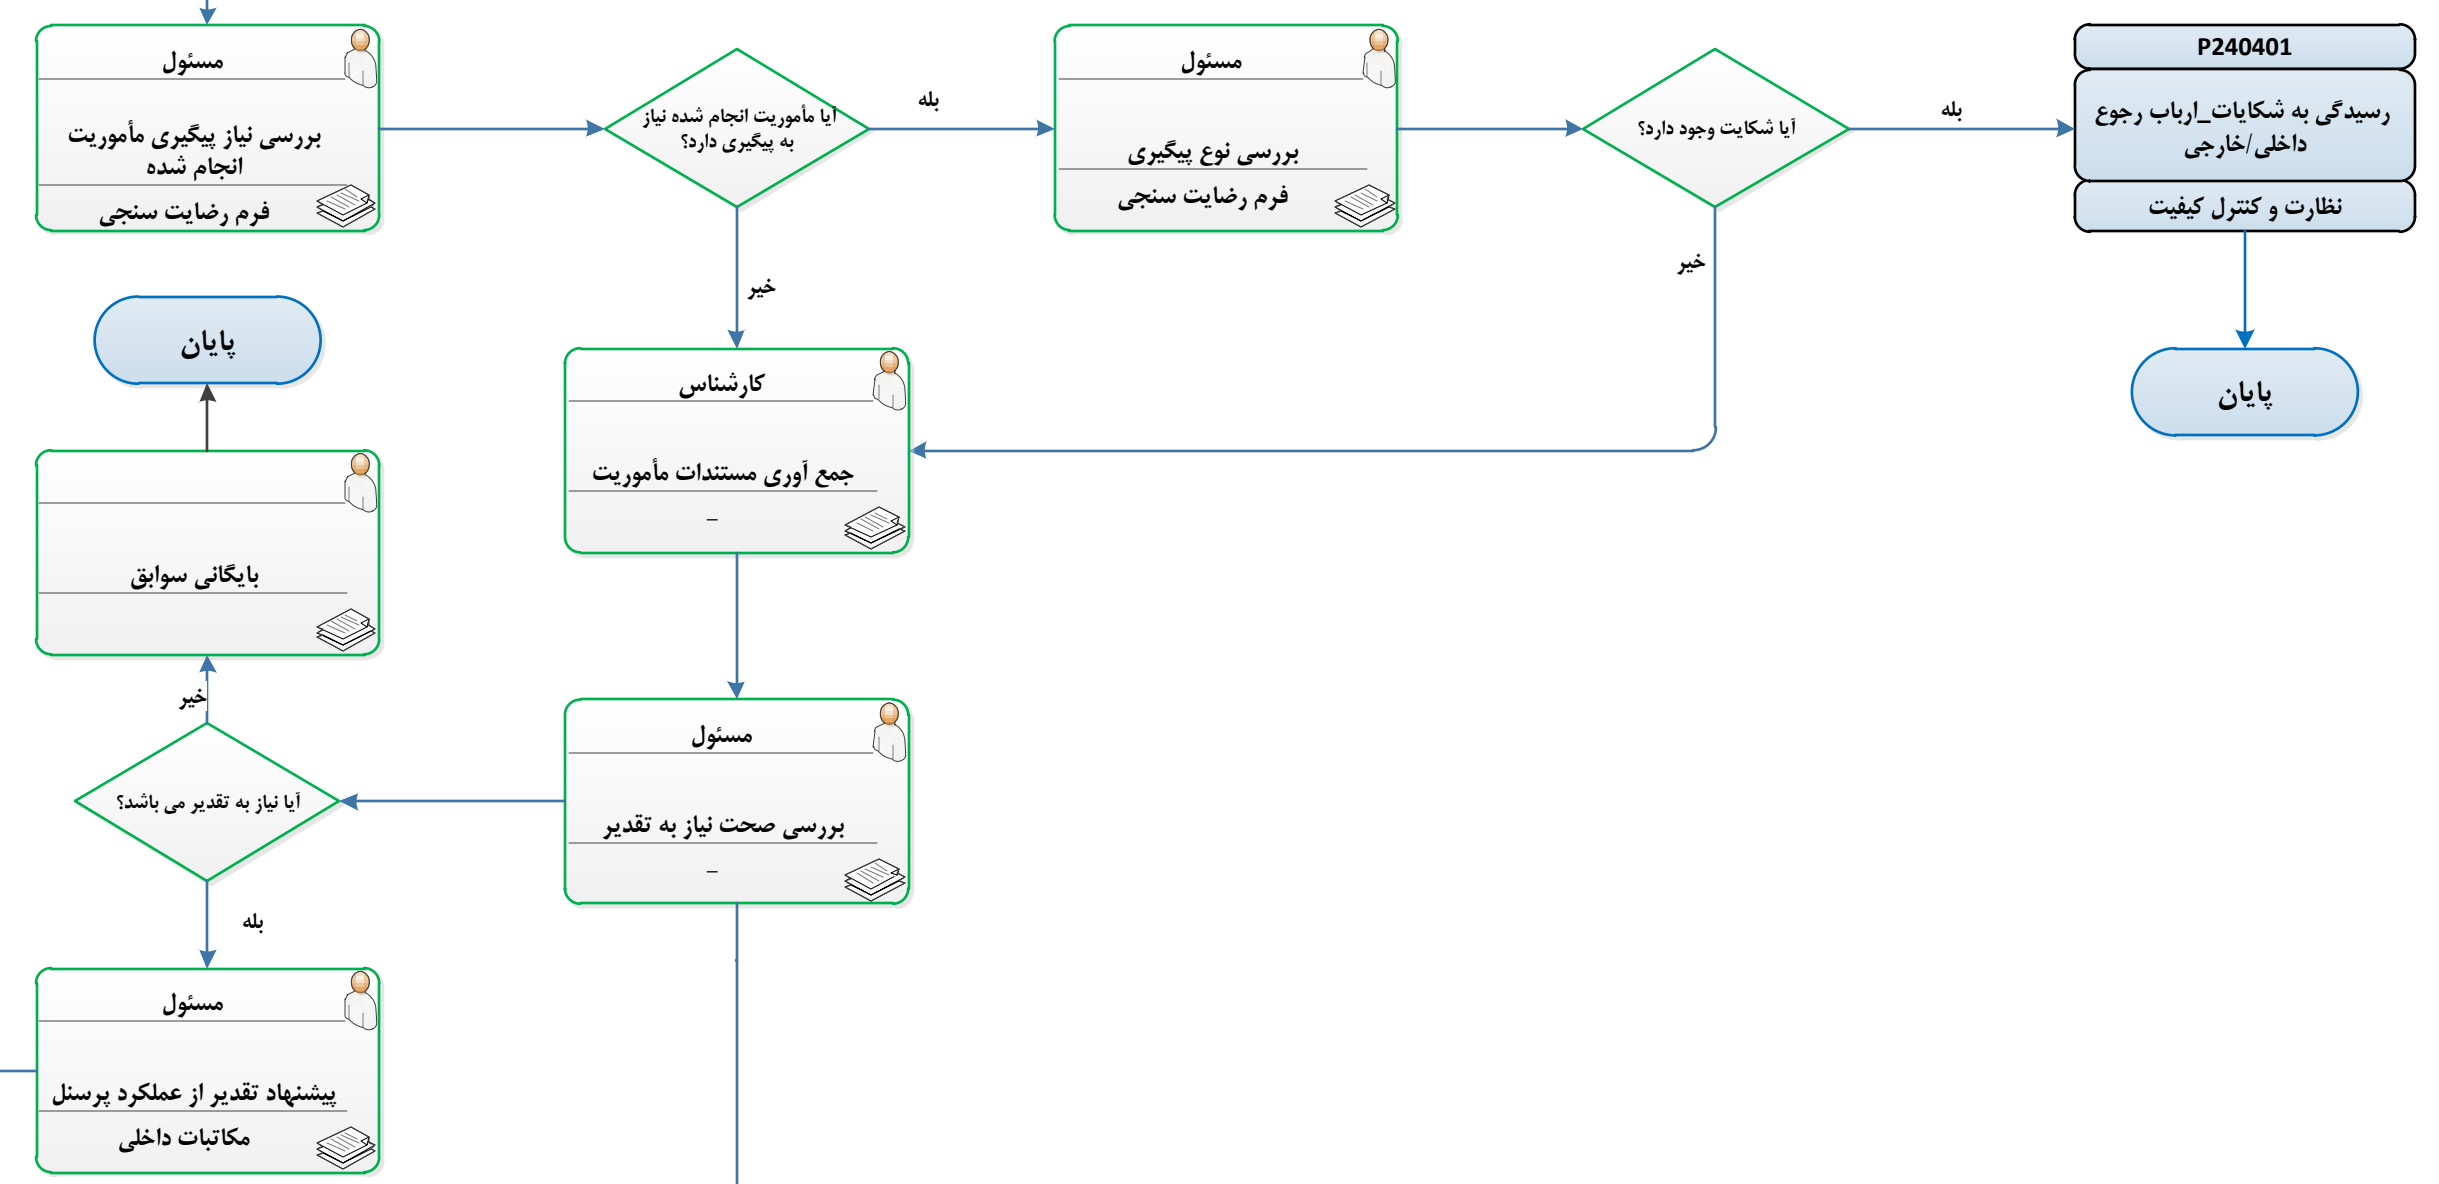 مسئول
بررسی نیاز پیگیری مأموریت
انجام شده
فرم رضایت سنجی
آیا مأموریت انجام شده نیاز
به پیگیری دارد؟
بله
خیر
مسئول
بررسی نوع پیگیری
فرم رضایت سنجی
آیا شکایت وجود دارد؟
بله
خیر
P240401
رسیدگی به شکایات_ارباب رجوع
داخلی/خارجی
نظارت و کنترل کیفیت
پایان
کارشناس
جمع آوری مستندات مأموریت
–
مسئول
بررسی صحت نیاز به تقدیر
–
آیا نیاز به تقدیر می باشد؟
خیر
بایگانی سوابق
پایان
بله
مسئول
پیشنهاد تقدیر از عملکرد پرسنل
مکاتبات داخلی